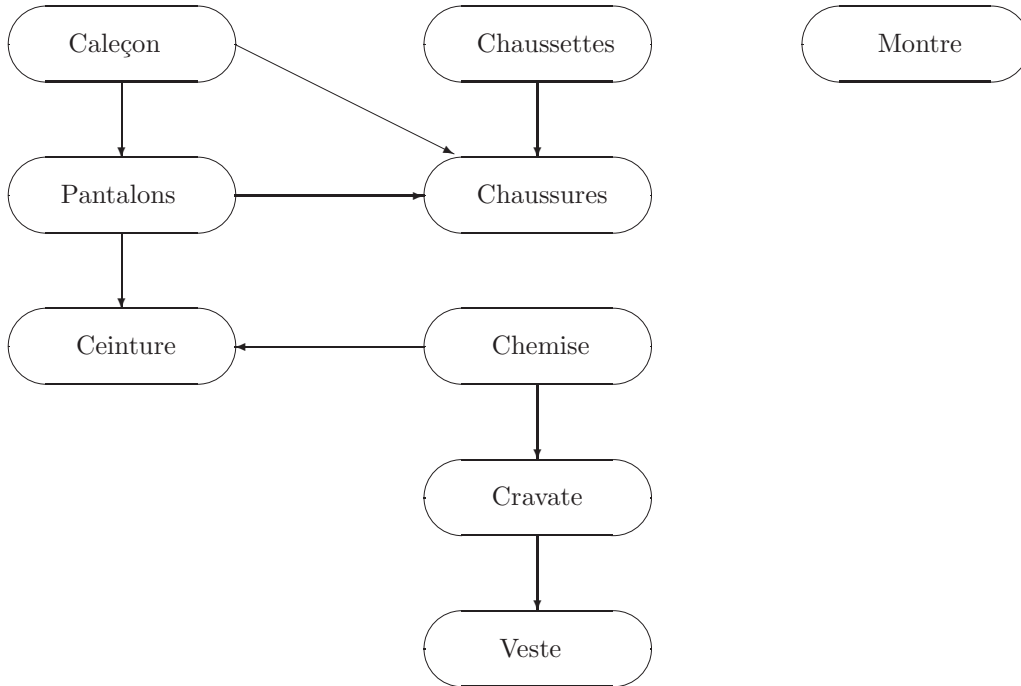 Caleçon
Chaussettes
Montre
Pantalons
Chaussures
Ceinture
Chemise
Cravate
Veste